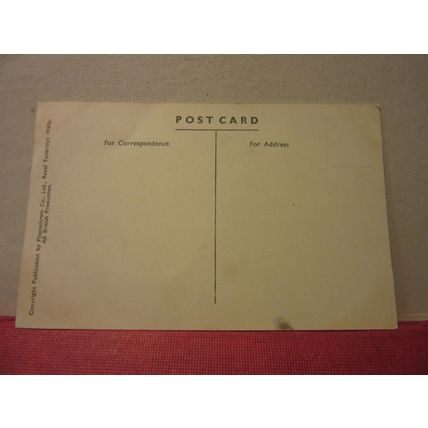 POST CARD
For Correspondence
For Address
Copyright Publication by Photochrom Co., Ltd., Royal Tunbridge Wells.
All British Production.